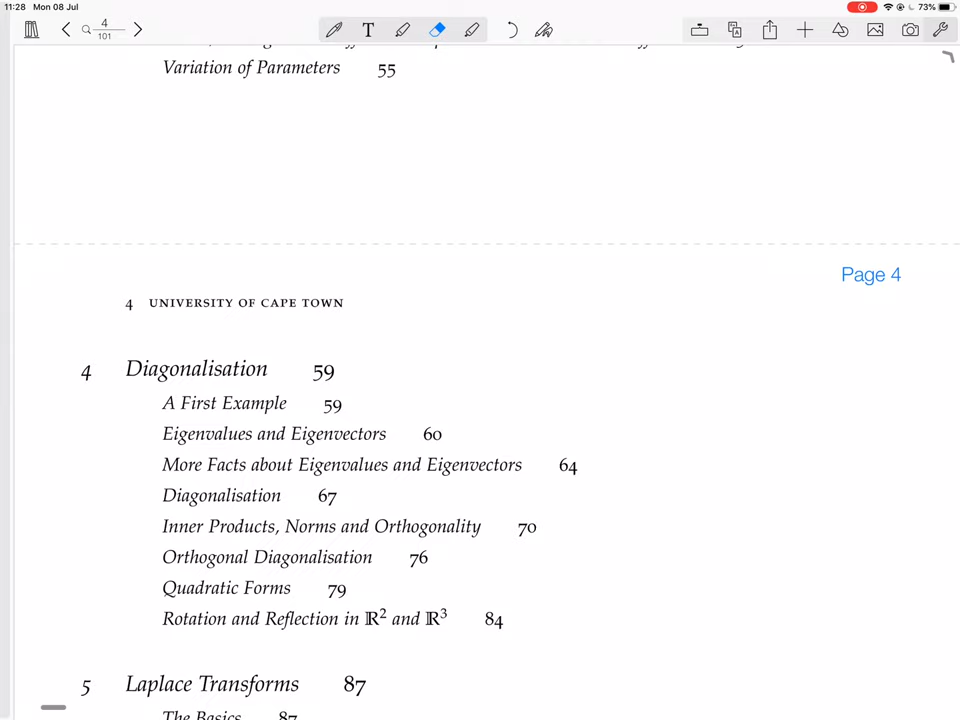 11:28 Mon 08 Jul 73%
4
101
T
Variation of Parameters 55
Page 4
4 UNIVERSITY OF CAPE TOWN
4 Diagonalisation 59
A First Example 59
Eigenvalues and Eigenvectors 60
More Facts about Eigenvalues and Eigenvectors 64
Diagonalisation 67
Inner Products, Norms and Orthogonality 70
Orthogonal Diagonalisation 76
Quadratic Forms 79
Rotation and Reflection in ℝ² and ℝ³ 84
5 Laplace Transforms 87
The Basics 87